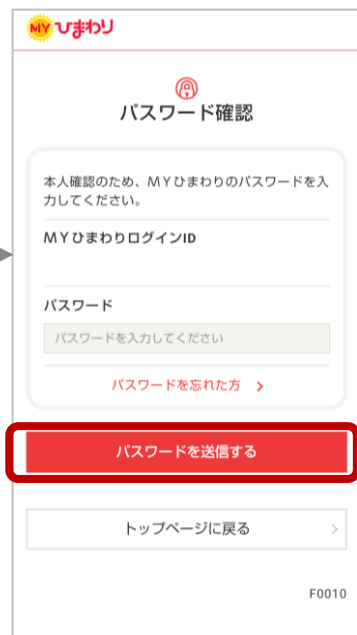 MYひまわり
パスワード確認
本人確認のため、ＭＹひまわりのパスワードを入
力してください。
ＭＹひまわりログインID
パスワード
パスワードを入力してください
パスワードを忘れた方
パスワードを送信する
トップページに戻る
F0010